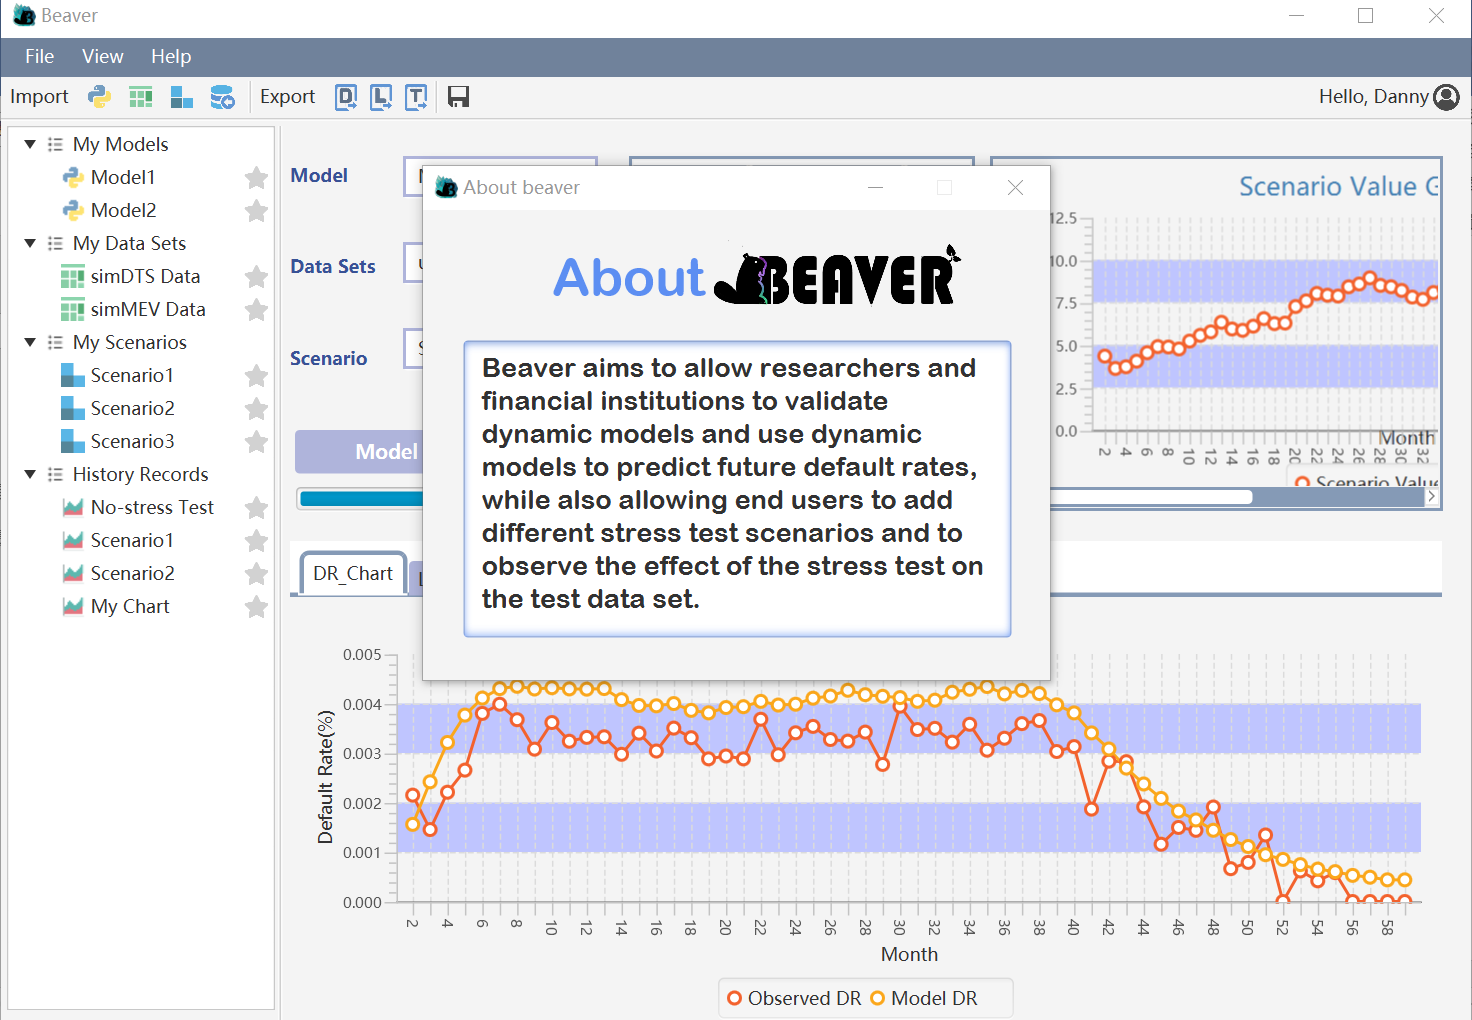 Beaver
File View Help
Import Export D L T Hello, Danny
My Models
Model1
Model2
My Data Sets
simDTS Data
simMEV Data
My Scenarios
Scenario1
Scenario2
Scenario3
History Records
No-stress Test
Scenario1
Scenario2
My Chart
Model
Data Sets
Scenario
Model
DR_Chart
About beaver
About BEAVER
Beaver aims to allow researchers and
financial institutions to validate
dynamic models and use dynamic
models to predict future default rates,
while also allowing end users to add
different stress test scenarios and to
observe the effect of the stress test on
the test data set.
Scenario Value G
12.5
10.0
7.5
5.0
2.5
0.0
2 4 6 8 10 12 14 16 18 20 22 24 26 28 30 32
Month
Scenario Value
Default Rate(%)
0.005
0.004
0.003
0.002
0.001
0.000
2 4 6 8 10 12 14 16 18 20 22 24 26 28 30 32 34 36 38 40 42 44 46 48 50 52 54 56 58
Month
Observed DR Model DR